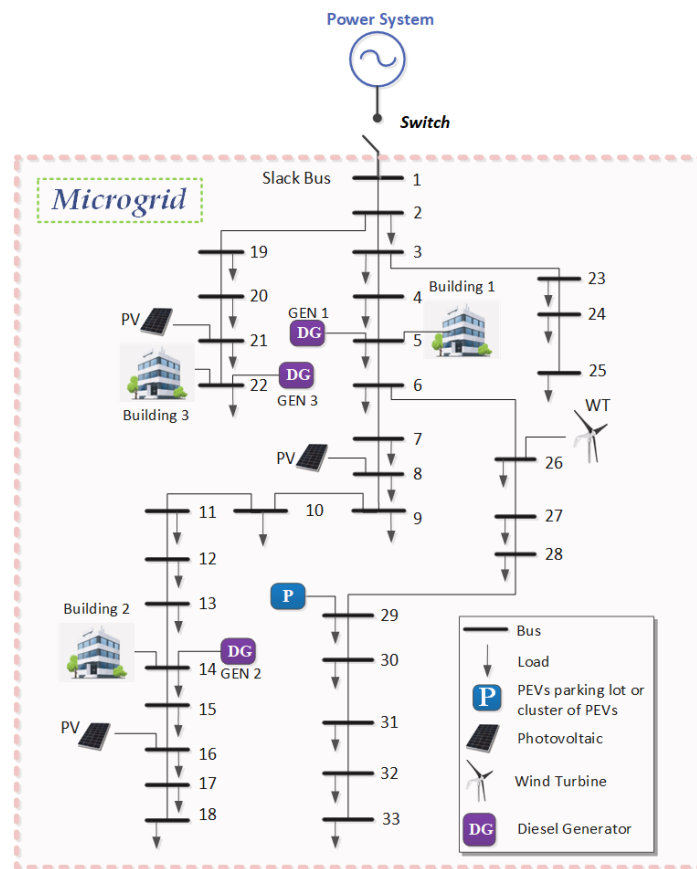 Power System
Switch
Slack Bus
1
Microgrid
2
19
3
23
Building 1
20
4
GEN 1
24
PV
DG
21
5
DG
25
22
6
GEN 3
Building 3
WT
7
PV
8
26
11
10
9
27
12
28
Building 2
13
P
29
DG
14
GEN 2
30
Bus
Load
15
P
PEVs parking lot or
cluster of PEVs
PV
16
31
Photovoltaic
17
32
Wind Turbine
18
33
DG
Diesel Generator